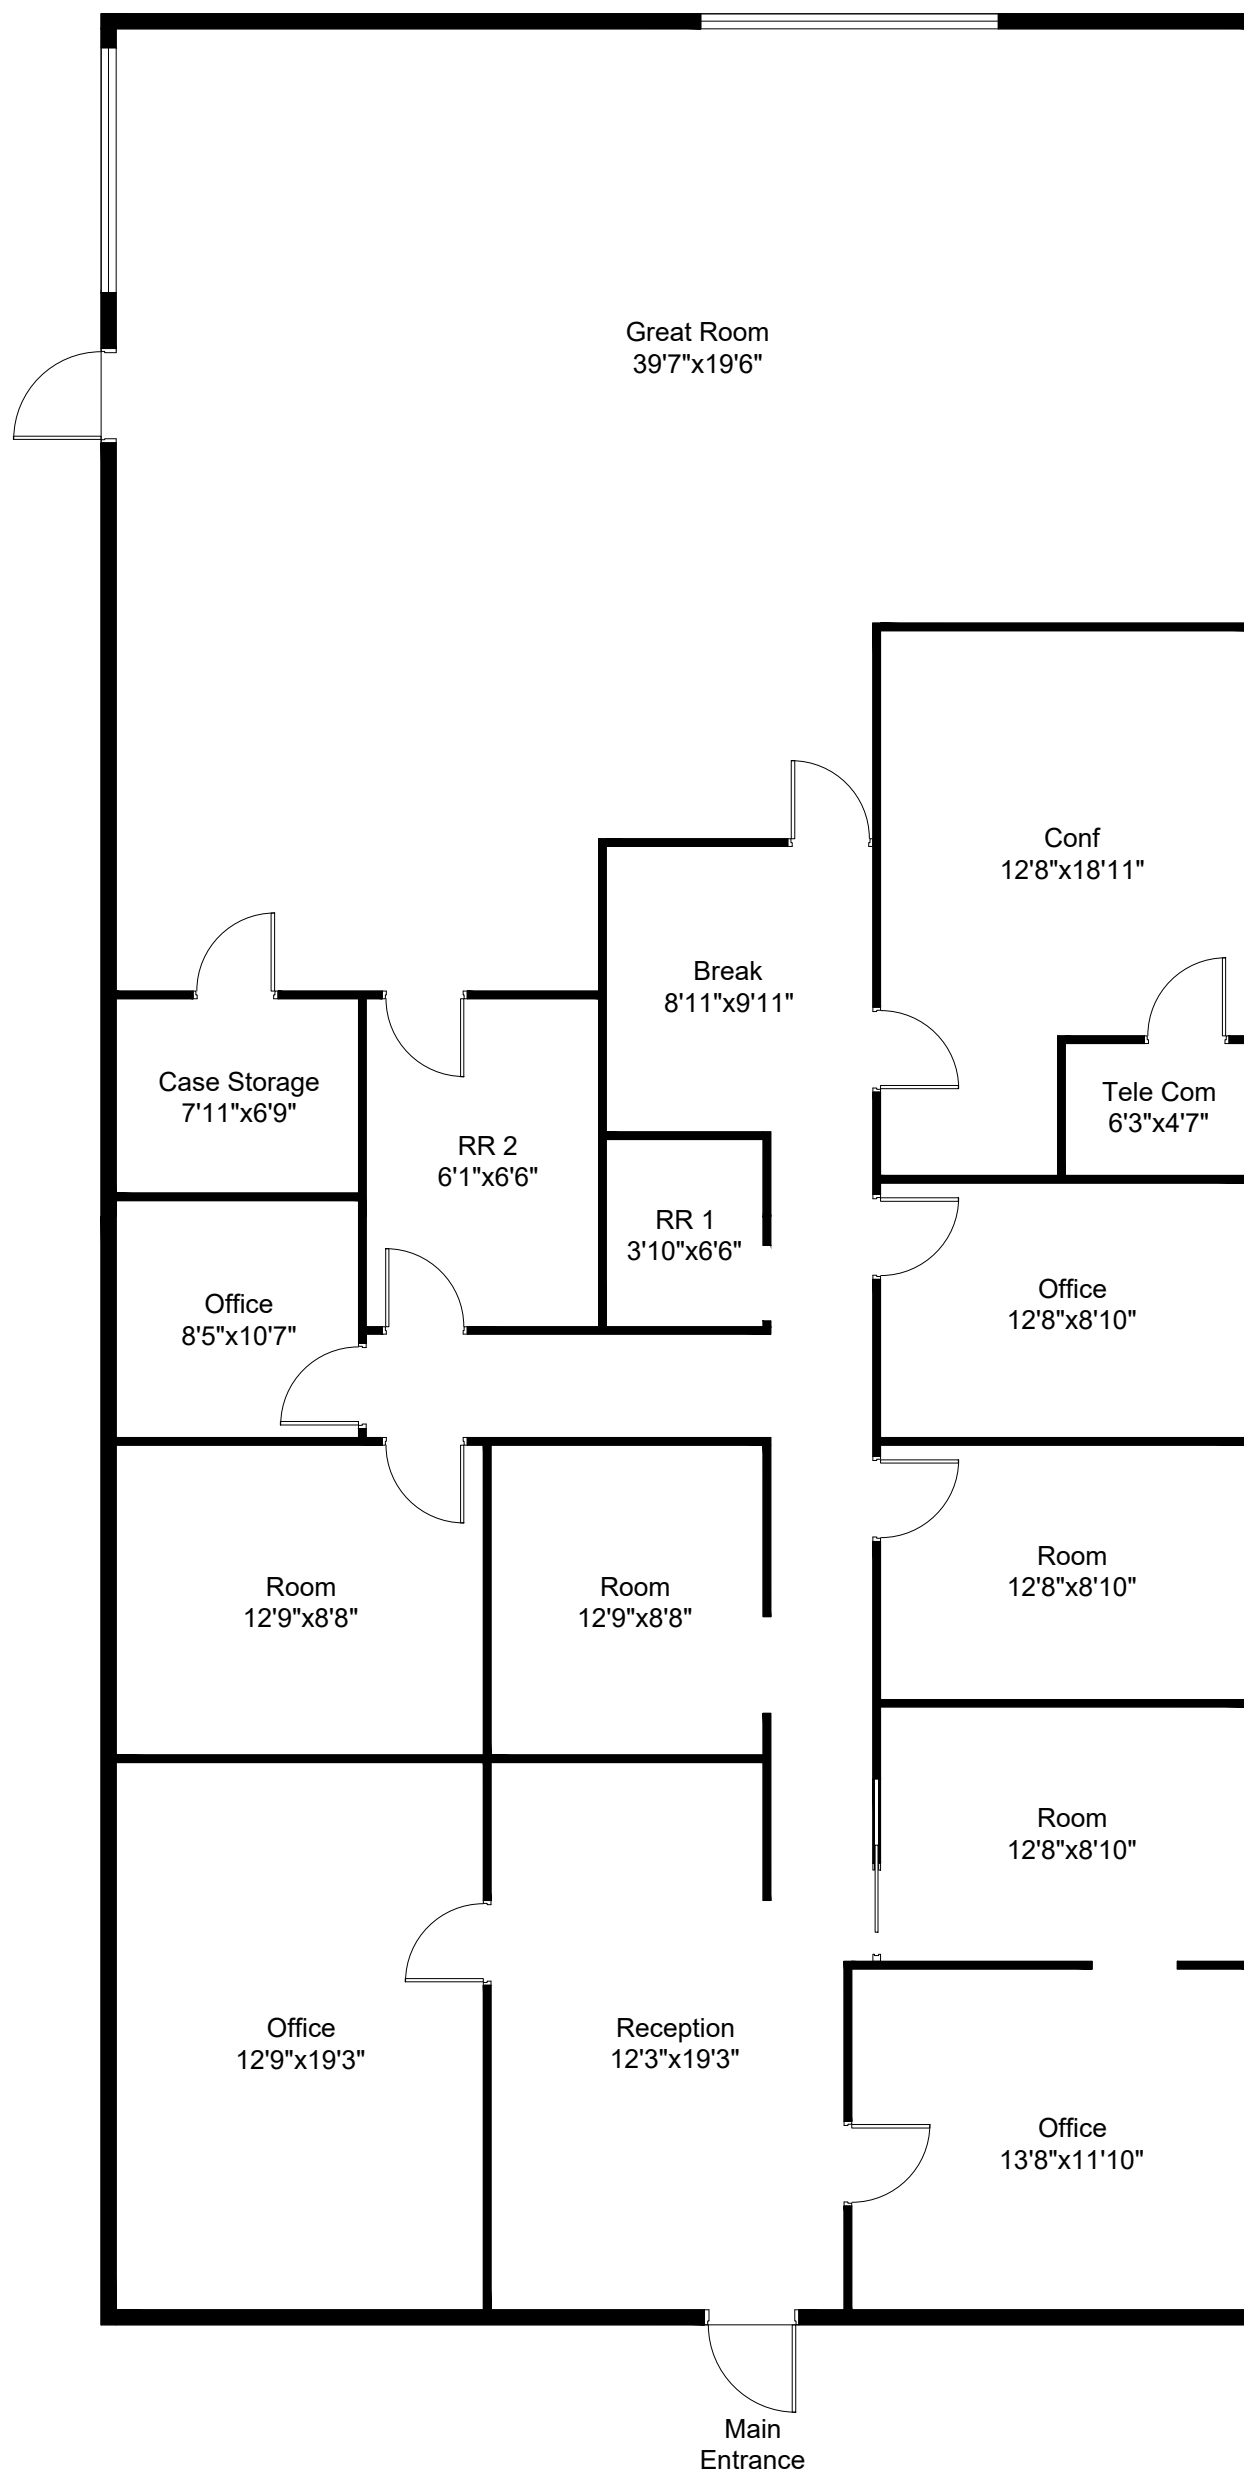 Great Room
39'7"x19'6"
Conf
12'8"x18'11"
Break
8'11"x9'11"
Case Storage
7'11"x6'9"
Tele Com
6'3"x4'7"
RR 2
6'1"x6'6"
RR 1
3'10"x6'6"
Office
8'5"x10'7"
Office
12'8"x8'10"
Room
12'9"x8'8"
Room
12'9"x8'8"
Room
12'8"x8'10"
Room
12'8"x8'10"
Office
12'9"x19'3"
Reception
12'3"x19'3"
Office
13'8"x11'10"
Main
Entrance